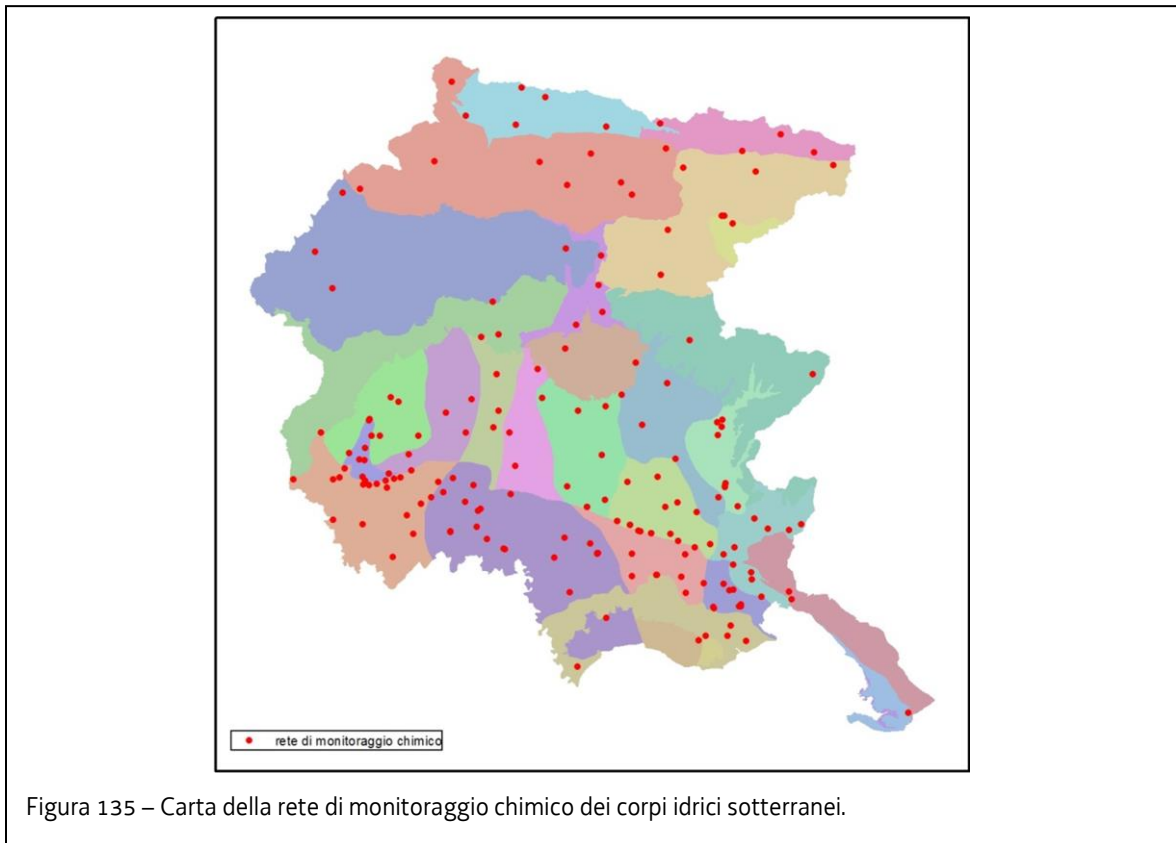 rete di monitoraggio chimico
Figura 135 – Carta della rete di monitoraggio chimico dei corpi idrici sotterranei.